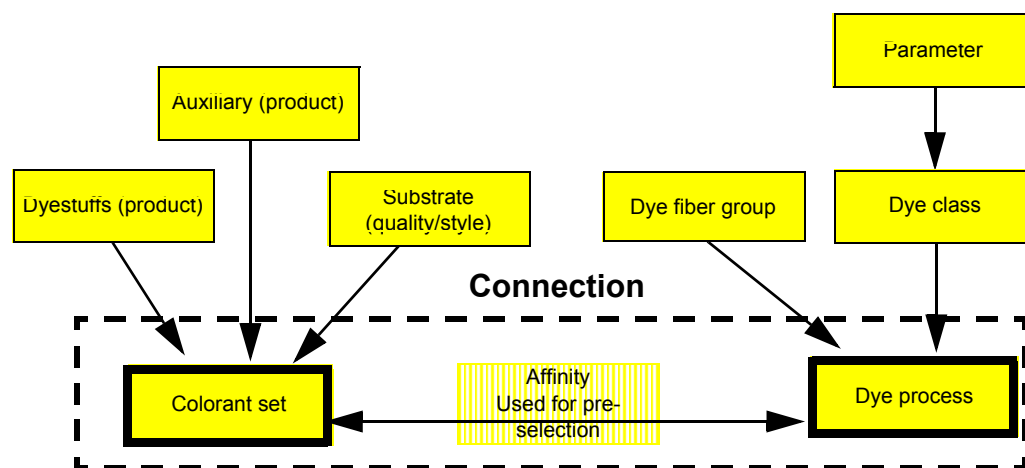 Parameter
Auxiliary (product)
Dyestuffs (product)
Substrate
(quality/style)
Dye fiber group
Dye class
Connection
Colorant set
Affinity
Used for pre-
selection
Dye process